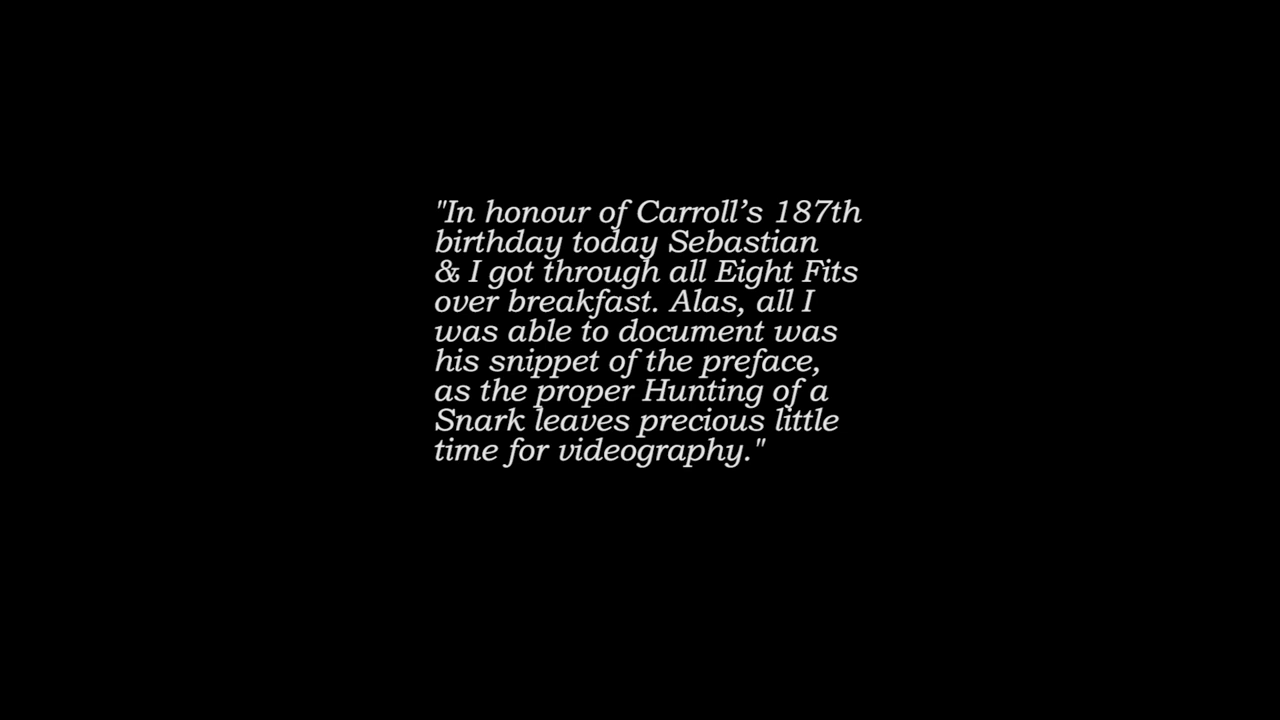 "In honour of Carroll’s 187th
birthday today Sebastian
& I got through all Eight Fits
over breakfast. Alas, all I
was able to document was
his snippet of the preface,
as the proper Hunting of a
Snark leaves precious little
time for videography."